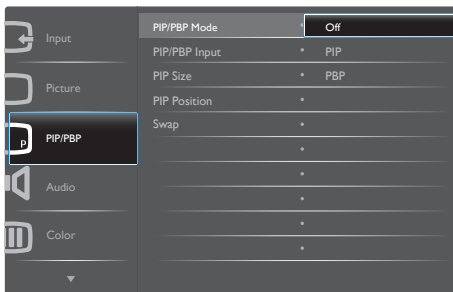 Input
Picture
P
PIP/PBP
Audio
Color
PIP/PBP Mode
PIP/PBP Input
PIP Size
PIP Position
Swap
Off
PIP
PBP